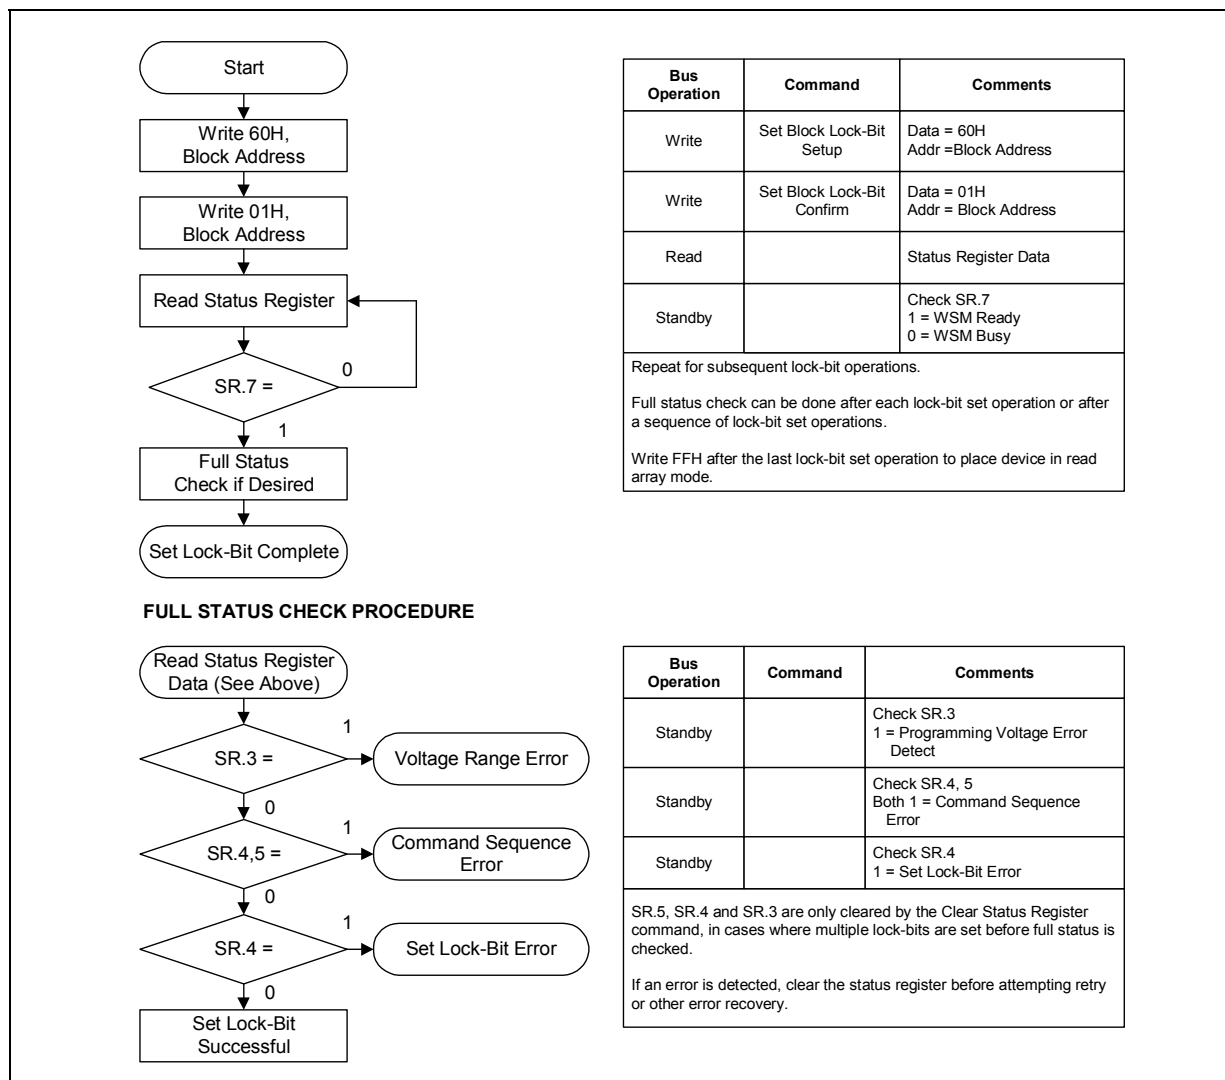 Start
Write 60H,
Block Address
Write 01H,
Block Address
Read Status Register
0
SR.7 =
1
Full Status
Check if Desired
Set Lock-Bit Complete
Bus
Operation
Command
Comments
Write
Set Block Lock-Bit
Setup
Data = 60H
Addr =Block Address
Write
Set Block Lock-Bit
Confirm
Data = 01H
Addr = Block Address
Read
Status Register Data
Standby
Check SR.7
1 = WSM Ready
0 = WSM Busy
Repeat for subsequent lock-bit operations.
Full status check can be done after each lock-bit set operation or after
a sequence of lock-bit set operations.
Write FFH after the last lock-bit set operation to place device in read
array mode.
FULL STATUS CHECK PROCEDURE
Read Status Register
Data (See Above)
1
SR.3 =
Voltage Range Error
0
1
SR.4,5 =
Command Sequence
Error
0
1
SR.4 =
Set Lock-Bit Error
0
Set Lock-Bit
Successful
Bus
Operation
Command
Comments
Standby
Check SR.3
1 = Programming Voltage Error
Detect
Standby
Check SR.4, 5
Both 1 = Command Sequence
Error
Standby
Check SR.4
1 = Set Lock-Bit Error
SR.5, SR.4 and SR.3 are only cleared by the Clear Status Register
command, in cases where multiple lock-bits are set before full status is
checked.
If an error is detected, clear the status register before attempting retry
or other error recovery.